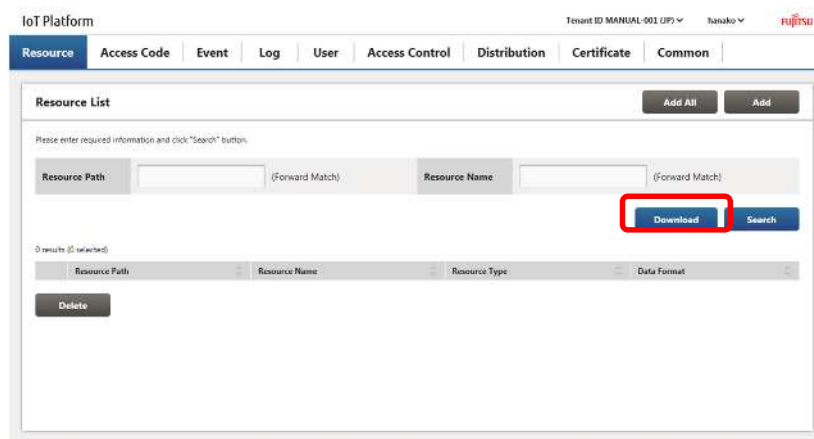 IoT Platform Tenant ID MANUAL-001 (JP) hanako FUJITSU
Resource Access Code Event Log User Access Control Distribution Certificate Common
Resource List Add All Add
Please enter required information and click "Search" button.
Resource Path (Forward Match) Resource Name (Forward Match)
Download Search
0 results (0 selected)
Resource Path Resource Name Resource Type Data Format
Delete